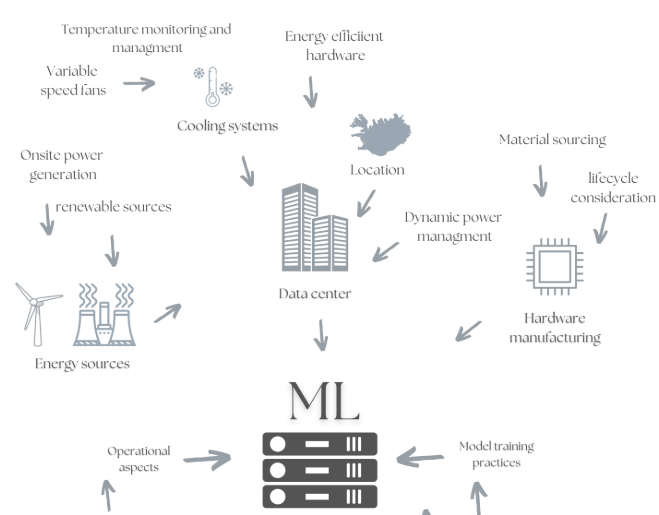 Temperature monitoring and
managment
Energy efficiient
hardware
Variable
speed fans
Cooling systems
Material sourcing
Onsite power
generation
Location
lifecycle
consideration
renewable sources
Dynamic power
managment
Data center
Hardware
manufacturing
Energy sources
ML
Operational
aspects
Model training
practices